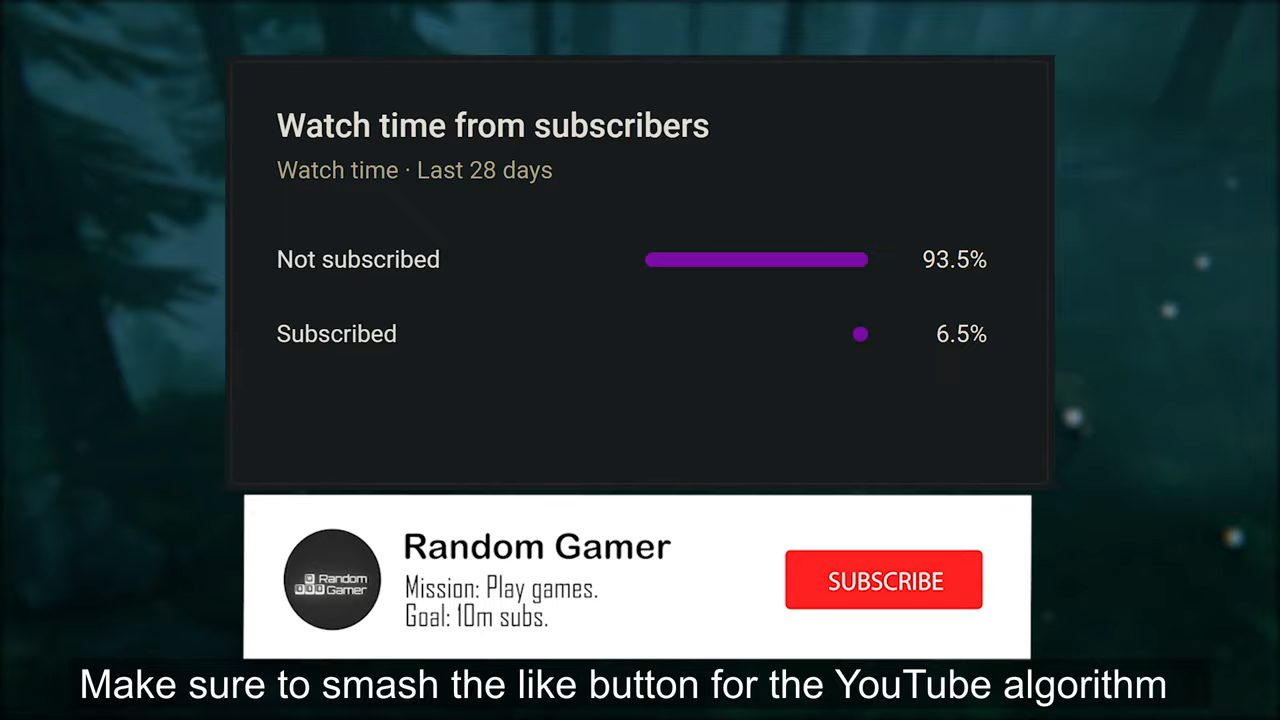 Watch time from subscribers
Watch time · Last 28 days
Not subscribed 93.5%
Subscribed 6.5%
Random Gamer
Mission: Play games.
Goal: 10m subs.
Random
Gamer
SUBSCRIBE
Make sure to smash the like button for the YouTube algorithm